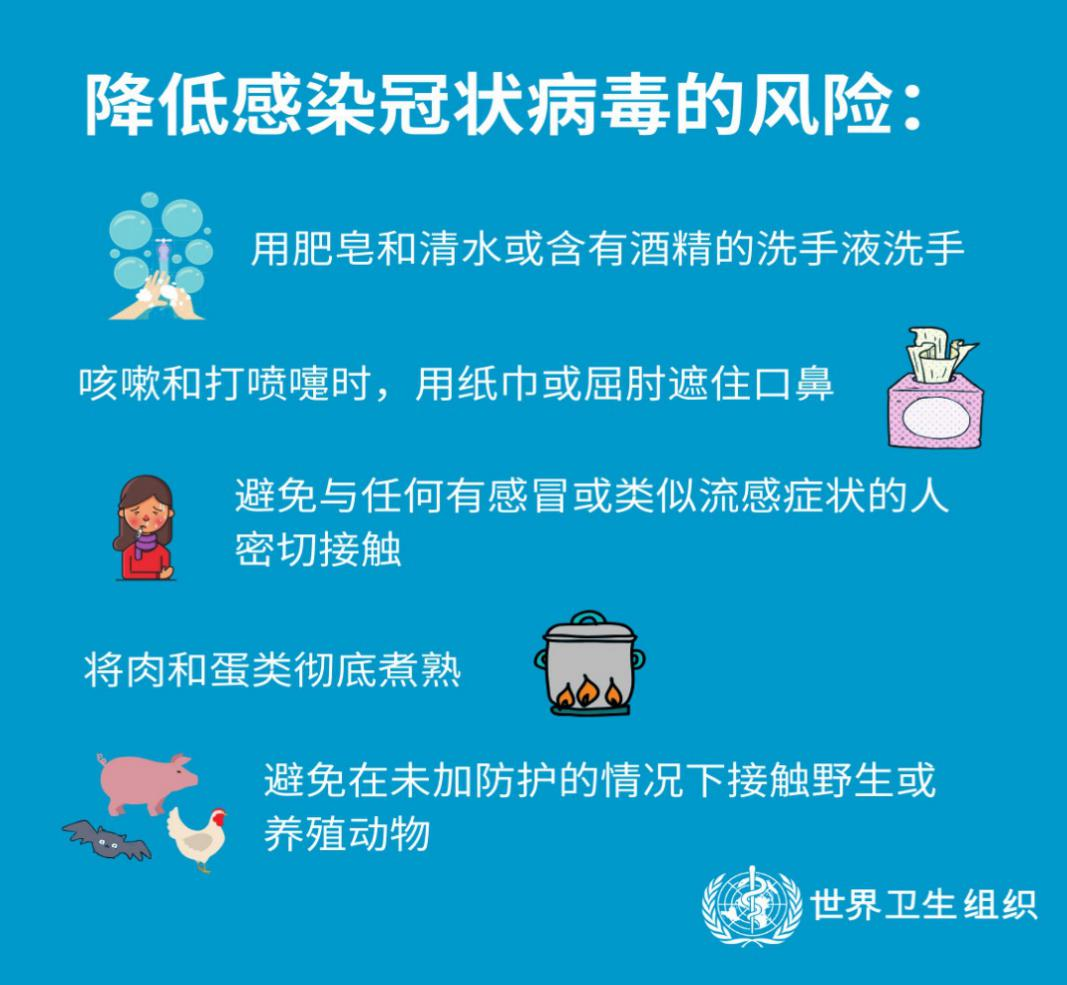 降低感染冠状病毒的风险：
用肥皂和清水或含有酒精的洗手液洗手
咳嗽和打喷嚏时，用纸巾或屈肘遮住口鼻
避免与任何有感冒或类似流感症状的人
密切接触
将肉和蛋类彻底煮熟
避免在未加防护的情况下接触野生或
养殖动物
世界卫生组织